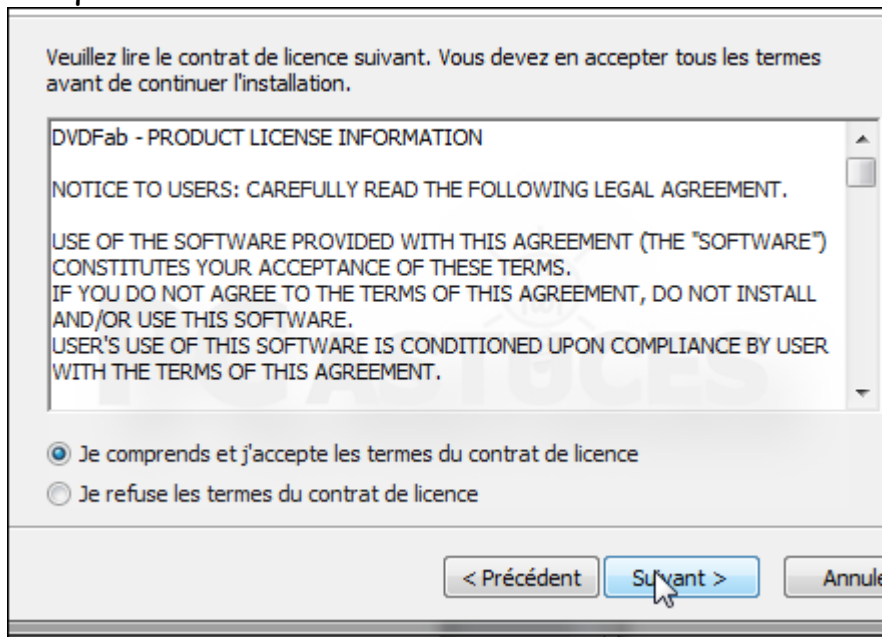 Veuillez lire le contrat de licence suivant. Vous devez en accepter tous les termes
avant de continuer l'installation.
DVDFab - PRODUCT LICENSE INFORMATION
NOTICE TO USERS: CAREFULLY READ THE FOLLOWING LEGAL AGREEMENT.
USE OF THE SOFTWARE PROVIDED WITH THIS AGREEMENT (THE "SOFTWARE")
CONSTITUTES YOUR ACCEPTANCE OF THESE TERMS.
IF YOU DO NOT AGREE TO THE TERMS OF THIS AGREEMENT, DO NOT INSTALL
AND/OR USE THIS SOFTWARE.
USER'S USE OF THIS SOFTWARE IS CONDITIONED UPON COMPLIANCE BY USER
WITH THE TERMS OF THIS AGREEMENT.
PC ASTUCES
Je comprends et j'accepte les termes du contrat de licence
Je refuse les termes du contrat de licence
< Précédent
Suivant >
Annule